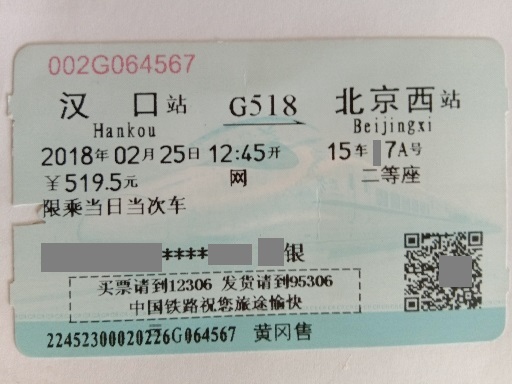 002G064567
汉 口站 G518 北京西站
Hankou Beijingxi
2018年02月25日 12:45开 15车 7A号
¥519.5元 网 二等座
限乘当日当次车
**** 银
买票请到12306 发货请到95306
中国铁路祝您旅途愉快
22452300020226G064567 黄冈售